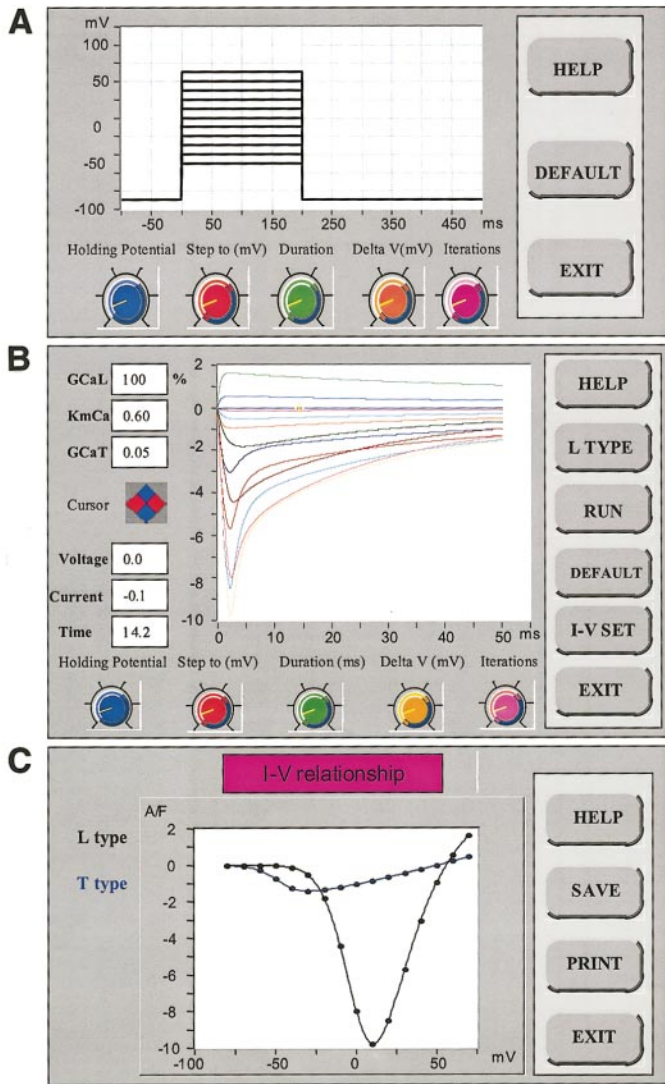 A
mV
100
50
0
-50
-100
-50 50 150 250 350 450 ms
Holding Potential Step to (mV) Duration Delta V(mV) Iterations
HELP
DEFAULT
EXIT
B
GCaL 100 %
KmCa 0.60
GCaT 0.05
Cursor
Voltage 0.0
Current -0.1
Time 14.2
2
0
-2
-4
-6
-8
-10
0 10 20 30 40 50 ms
Holding Potential Step to (mV) Duration (ms) Delta V (mV) Iterations
HELP
L TYPE
RUN
DEFAULT
I-V SET
EXIT
C
I-V relationship
A/F
L type
T type
2
0
-2
-4
-6
-8
-10
-100 -50 0 50 mV
HELP
SAVE
PRINT
EXIT